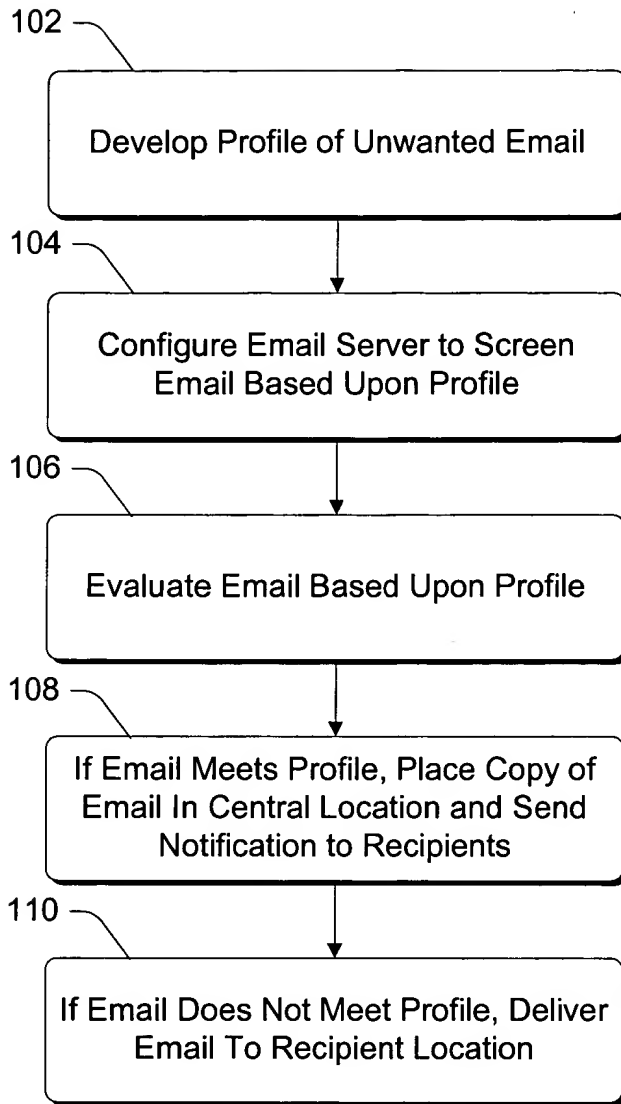 102
Develop Profile of Unwanted Email
104
Configure Email Server to Screen
Email Based Upon Profile
106
Evaluate Email Based Upon Profile
108
If Email Meets Profile, Place Copy of
Email In Central Location and Send
Notification to Recipients
110
If Email Does Not Meet Profile, Deliver
Email To Recipient Location